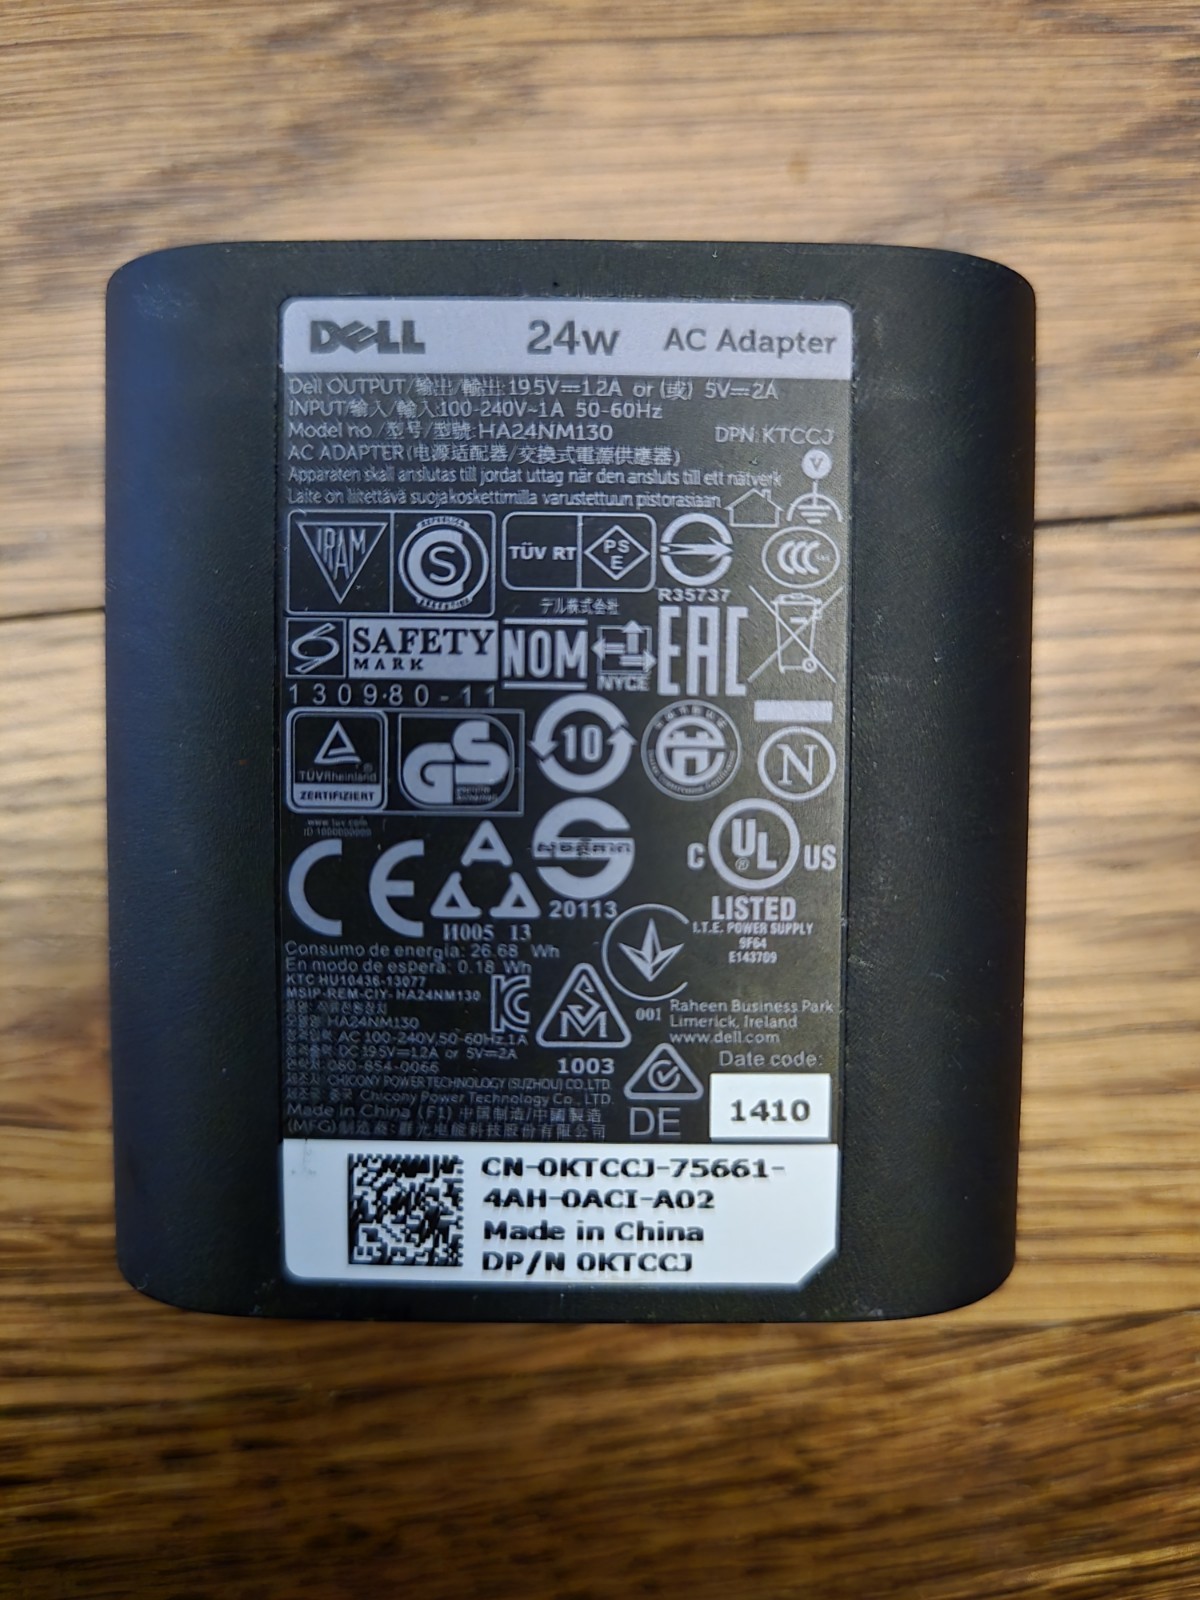 DELL 24w AC Adapter
Dell OUTPUT/输出/輸出:19.5V⎓1.2A or (或) 5V⎓2A
INPUT/输入/輸入:100-240V~1A 50-60Hz
Model no /型号/型號:HA24NM130 DPN:KTCCJ
AC ADAPTER(电源适配器/交換式電源供應器)
V
Apparaten skall anslutas till jordat uttag när den ansluts till ett nätverk
Laite on liitettävä suojakoskettimilla varustettuun pistorasiaan
IRAM S TÜV RT PS E CCC
R35737
デル株式会社
SAFETY MARK
NOM NYCE EAC
130980-11
TÜVRheinland
ZERTIFIZIERT
GS
geprüfte
Sicherheit
10
N
www.tuv.com
ID 1000000000
CE
c UL US
LISTED
I.T.E. POWER SUPPLY
9F64
E143709
20113
H005 13
Consumo de energía: 26.68 Wh
En modo de espera: 0.18 Wh
KTC HU10436-13077
MSIP-REM-CIY-HA24NM130
HA24NM130
AC 100-240V,50-60Hz,1A
DC 19.5V⎓1.2A or 5V⎓2A
080-854-0066
CHICONY POWER TECHNOLOGY (SUZHOU) CO.,LTD.
Chicony Power Technology Co., LTD.
Made in China (F1) 中国制造/中國製造
(MFG)制造商:群光电能科技股份有限公司
1003
001
Raheen Business Park
Limerick, Ireland
www.dell.com
Date code:
DE
1410
CN-0KTCCJ-75661-
4AH-0ACI-A02
Made in China
DP/N 0KTCCJ